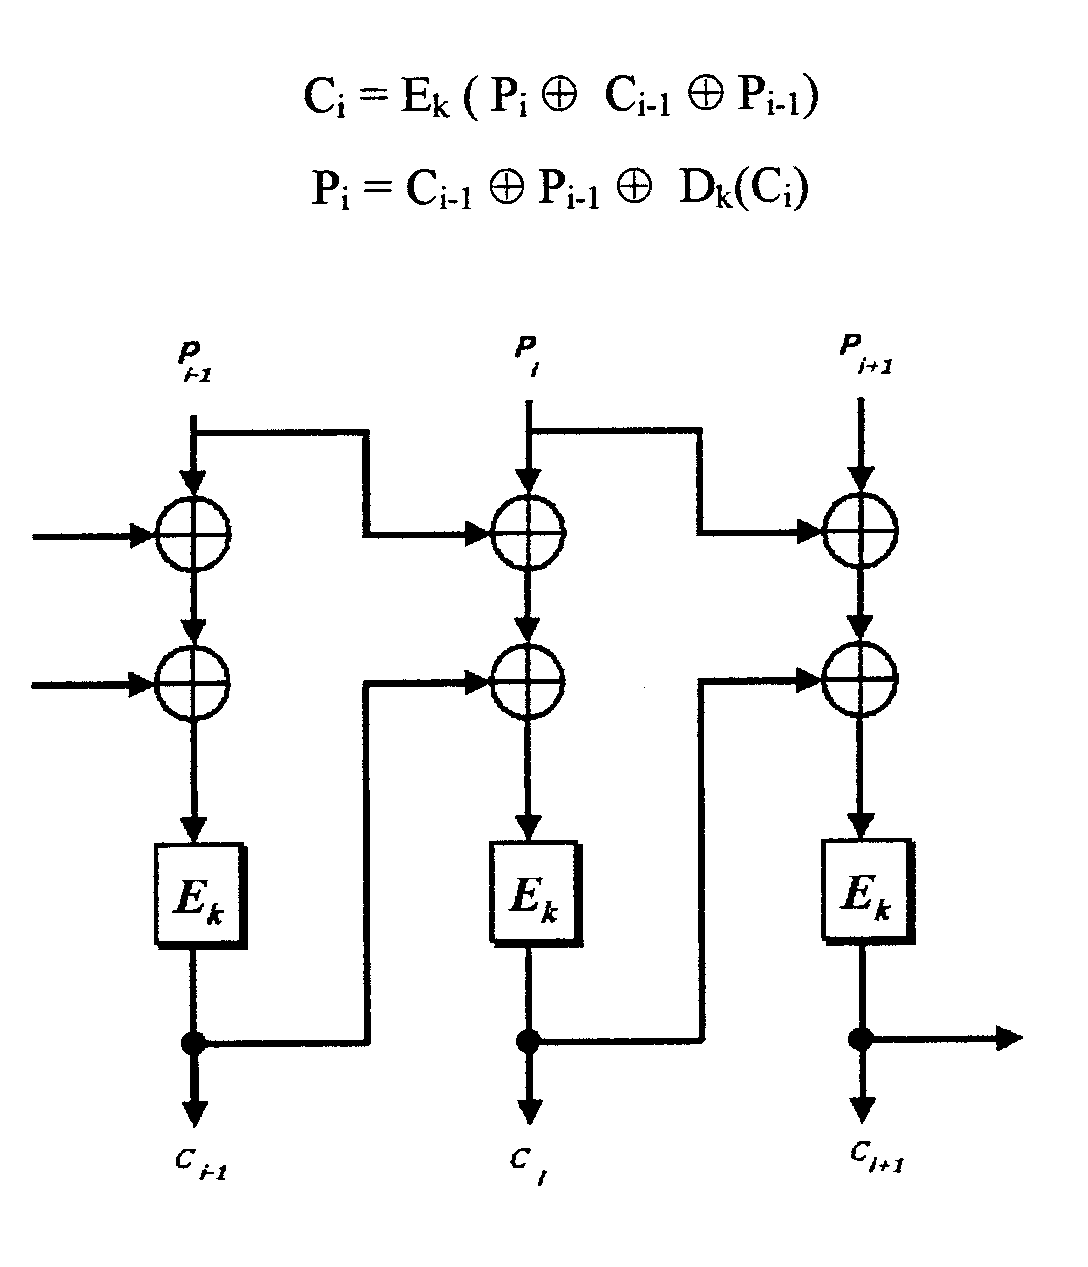 Cᵢ = Eₖ ( Pᵢ ⊕ Cᵢ₋₁ ⊕ Pᵢ₋₁)
Pᵢ = Cᵢ₋₁ ⊕ Pᵢ₋₁ ⊕ Dₖ(Cᵢ)
Pᵢ₋₁ Pᵢ Pᵢ₊₁
Eₖ Eₖ Eₖ
Cᵢ₋₁ Cᵢ Cᵢ₊₁